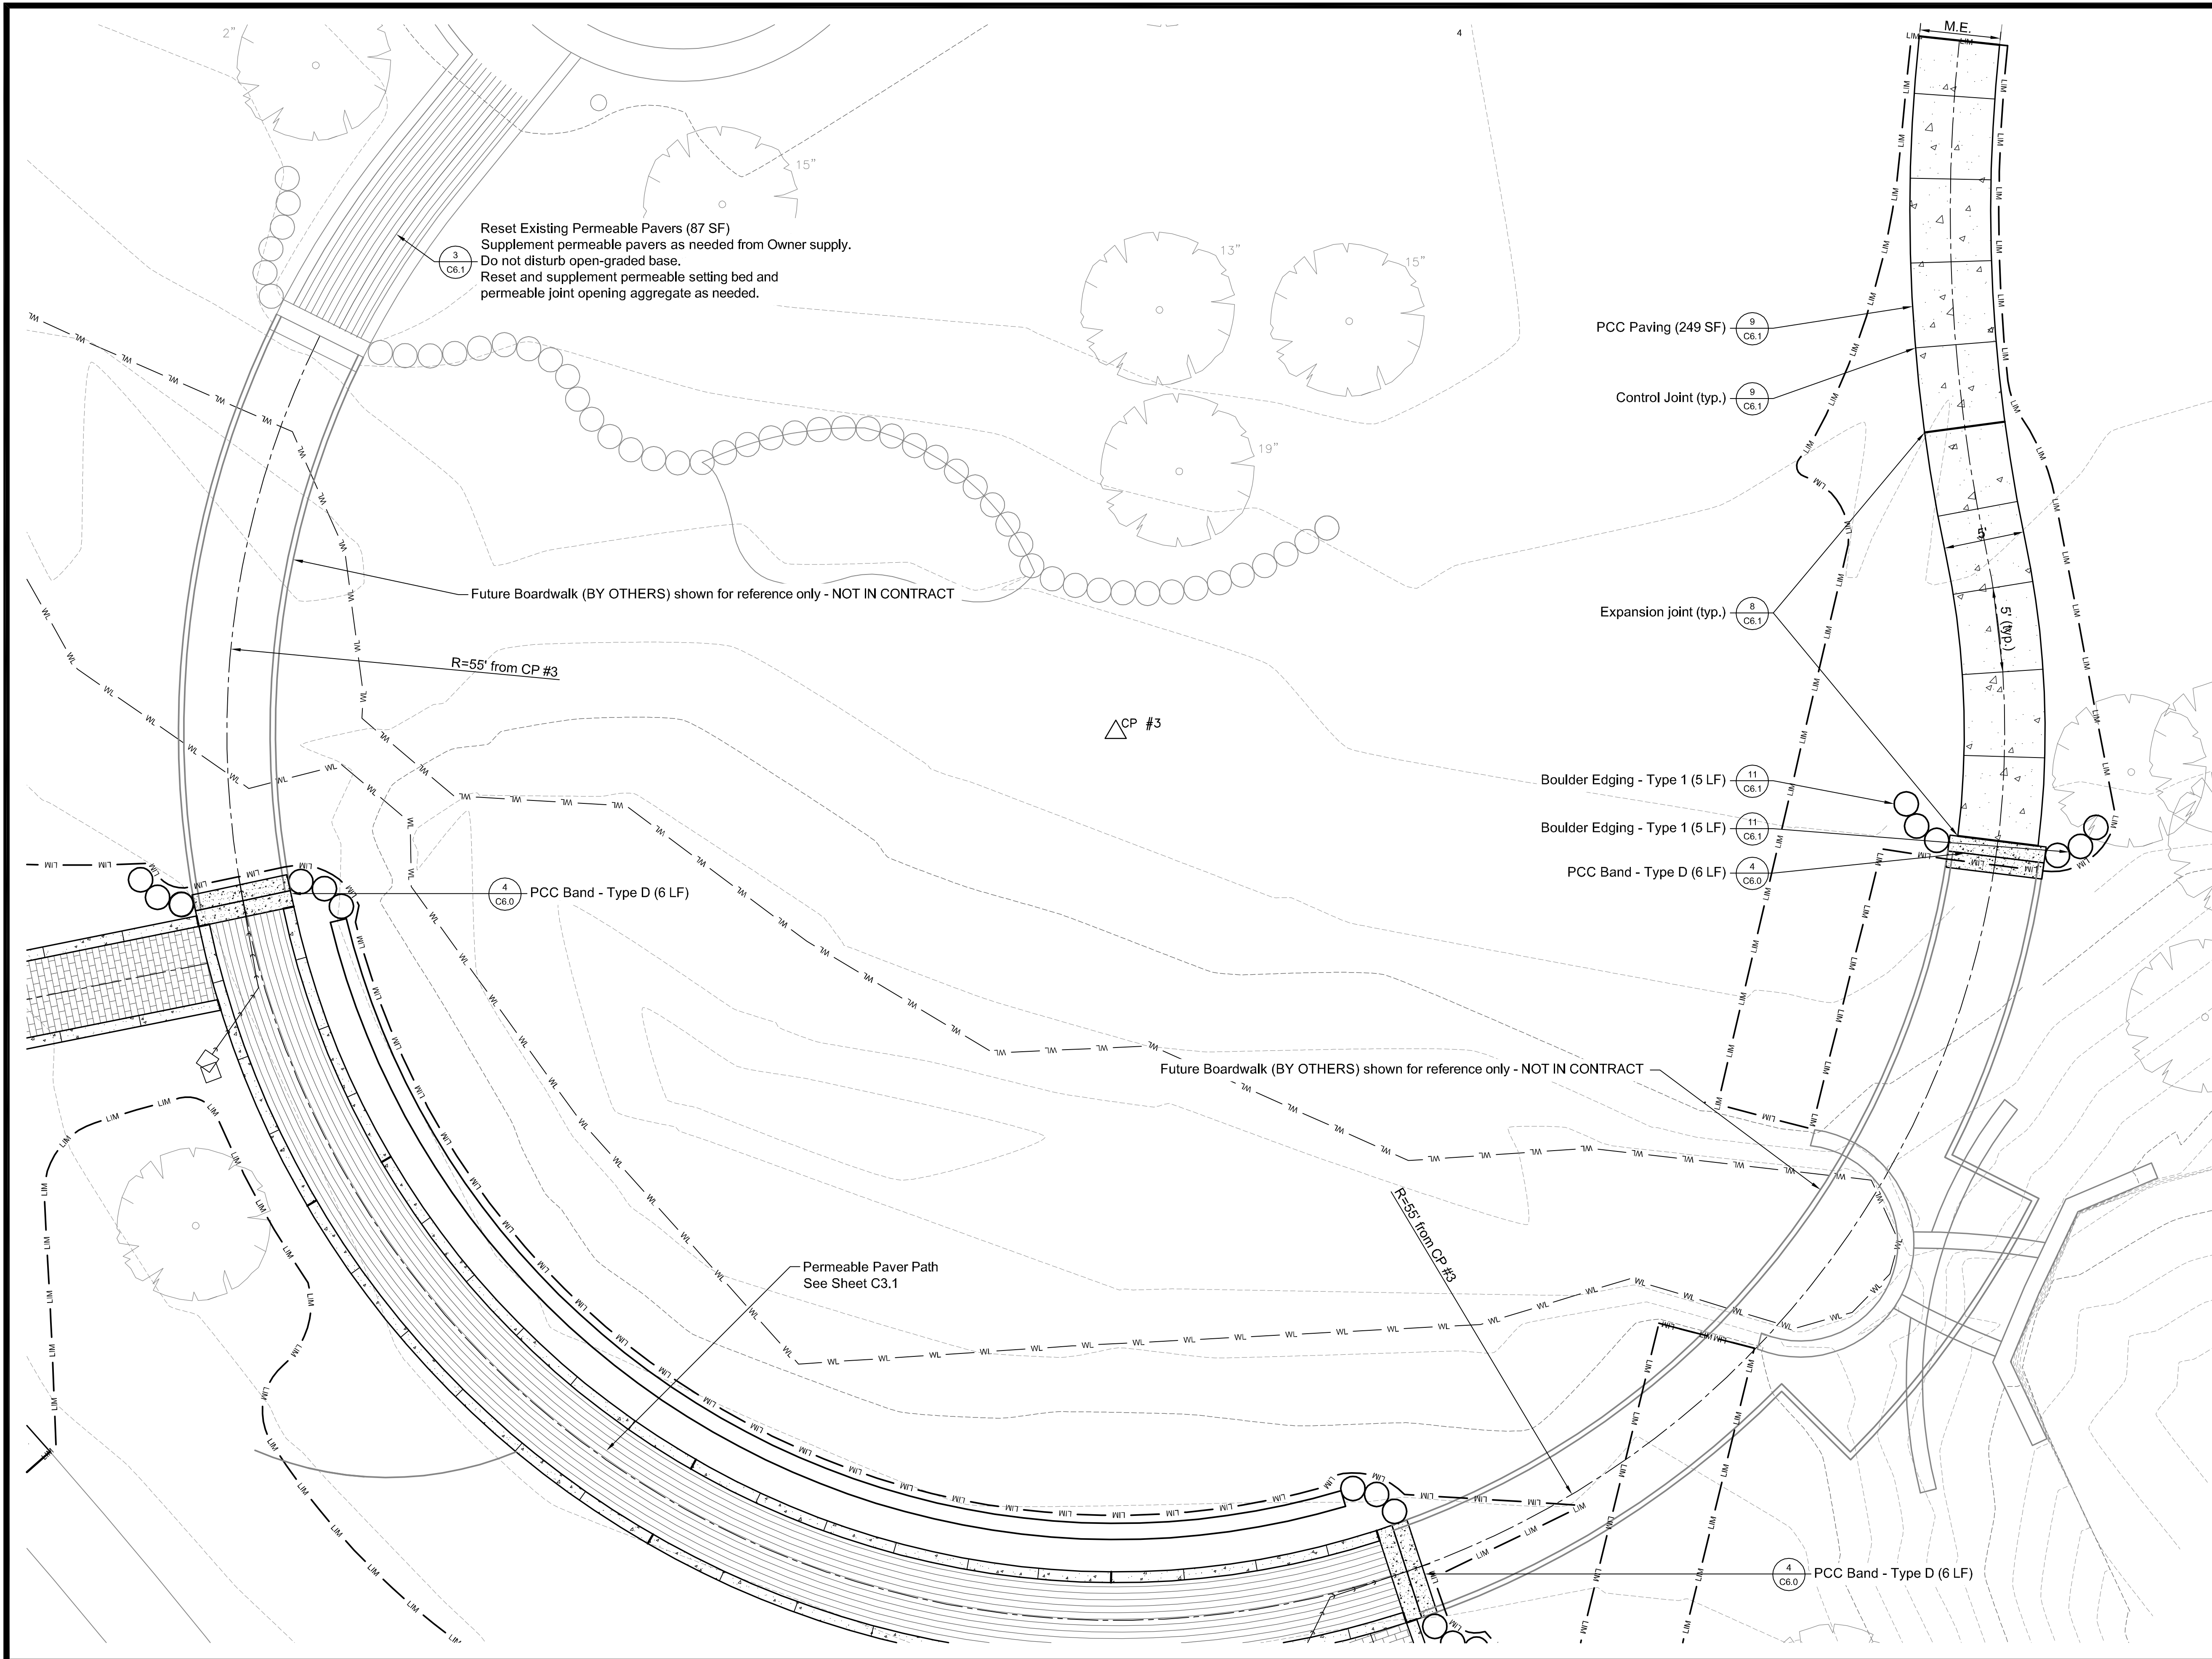 M.E.
4
2"
15"
Reset Existing Permeable Pavers (87 SF)
Supplement permeable pavers as needed from Owner supply.
Do not disturb open-graded base.
Reset and supplement permeable setting bed and
permeable joint opening aggregate as needed.
3
C6.1
13"
15"
19"
PCC Paving (249 SF)
9
C6.1
Control Joint (typ.)
9
C6.1
5'
Future Boardwalk (BY OTHERS) shown for reference only - NOT IN CONTRACT
Expansion joint (typ.)
8
C6.1
5' (typ.)
R=55' from CP #3
CP #3
Boulder Edging - Type 1 (5 LF)
11
C6.1
Boulder Edging - Type 1 (5 LF)
11
C6.1
PCC Band - Type D (6 LF)
4
C6.0
4
C6.0
PCC Band - Type D (6 LF)
Future Boardwalk (BY OTHERS) shown for reference only - NOT IN CONTRACT
R=55' from CP #3
Permeable Paver Path
See Sheet C3.1
4
C6.0
PCC Band - Type D (6 LF)
WL
LIM